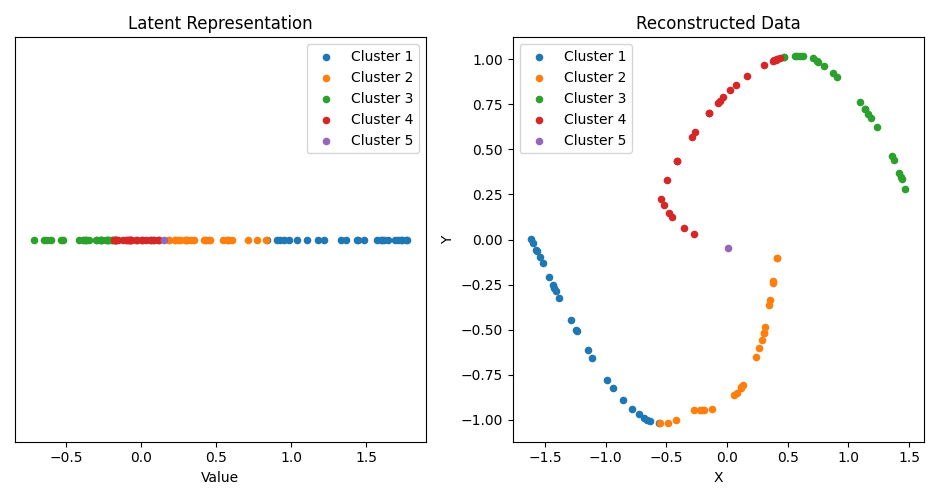 Latent Representation
Cluster 1
Cluster 2
Cluster 3
Cluster 4
Cluster 5
−0.5 0.0 0.5 1.0 1.5
Value
Reconstructed Data
Cluster 1
Cluster 2
Cluster 3
Cluster 4
Cluster 5
1.00
0.75
0.50
0.25
0.00
−0.25
−0.50
−0.75
−1.00
Y
−1.5 −1.0 −0.5 0.0 0.5 1.0 1.5
X